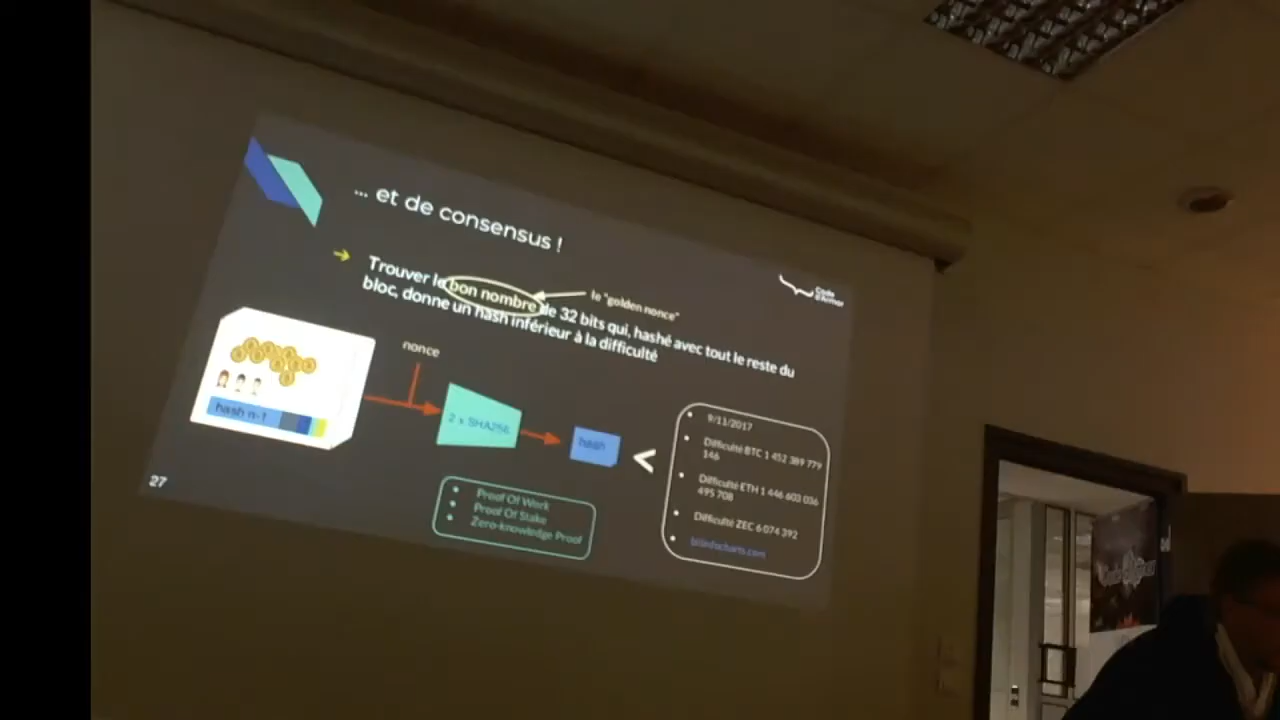 ... et de consensus !
Trouver le bon nombre de 32 bits qui, hashé avec tout le reste du
bloc, donne un hash inférieur à la difficulté
le "golden nonce"
Code
d'Armor
nonce
hash n-1
2 x SHA256
hash
<
9/11/2017
Difficulté BTC 1 452 389 779
146
Difficulté ETH 1 446 603 036
495 708
Difficulté ZEC 6 074 392
bitinfocharts.com
Proof Of Work
Proof Of Stake
Zero-knowledge Proof
27